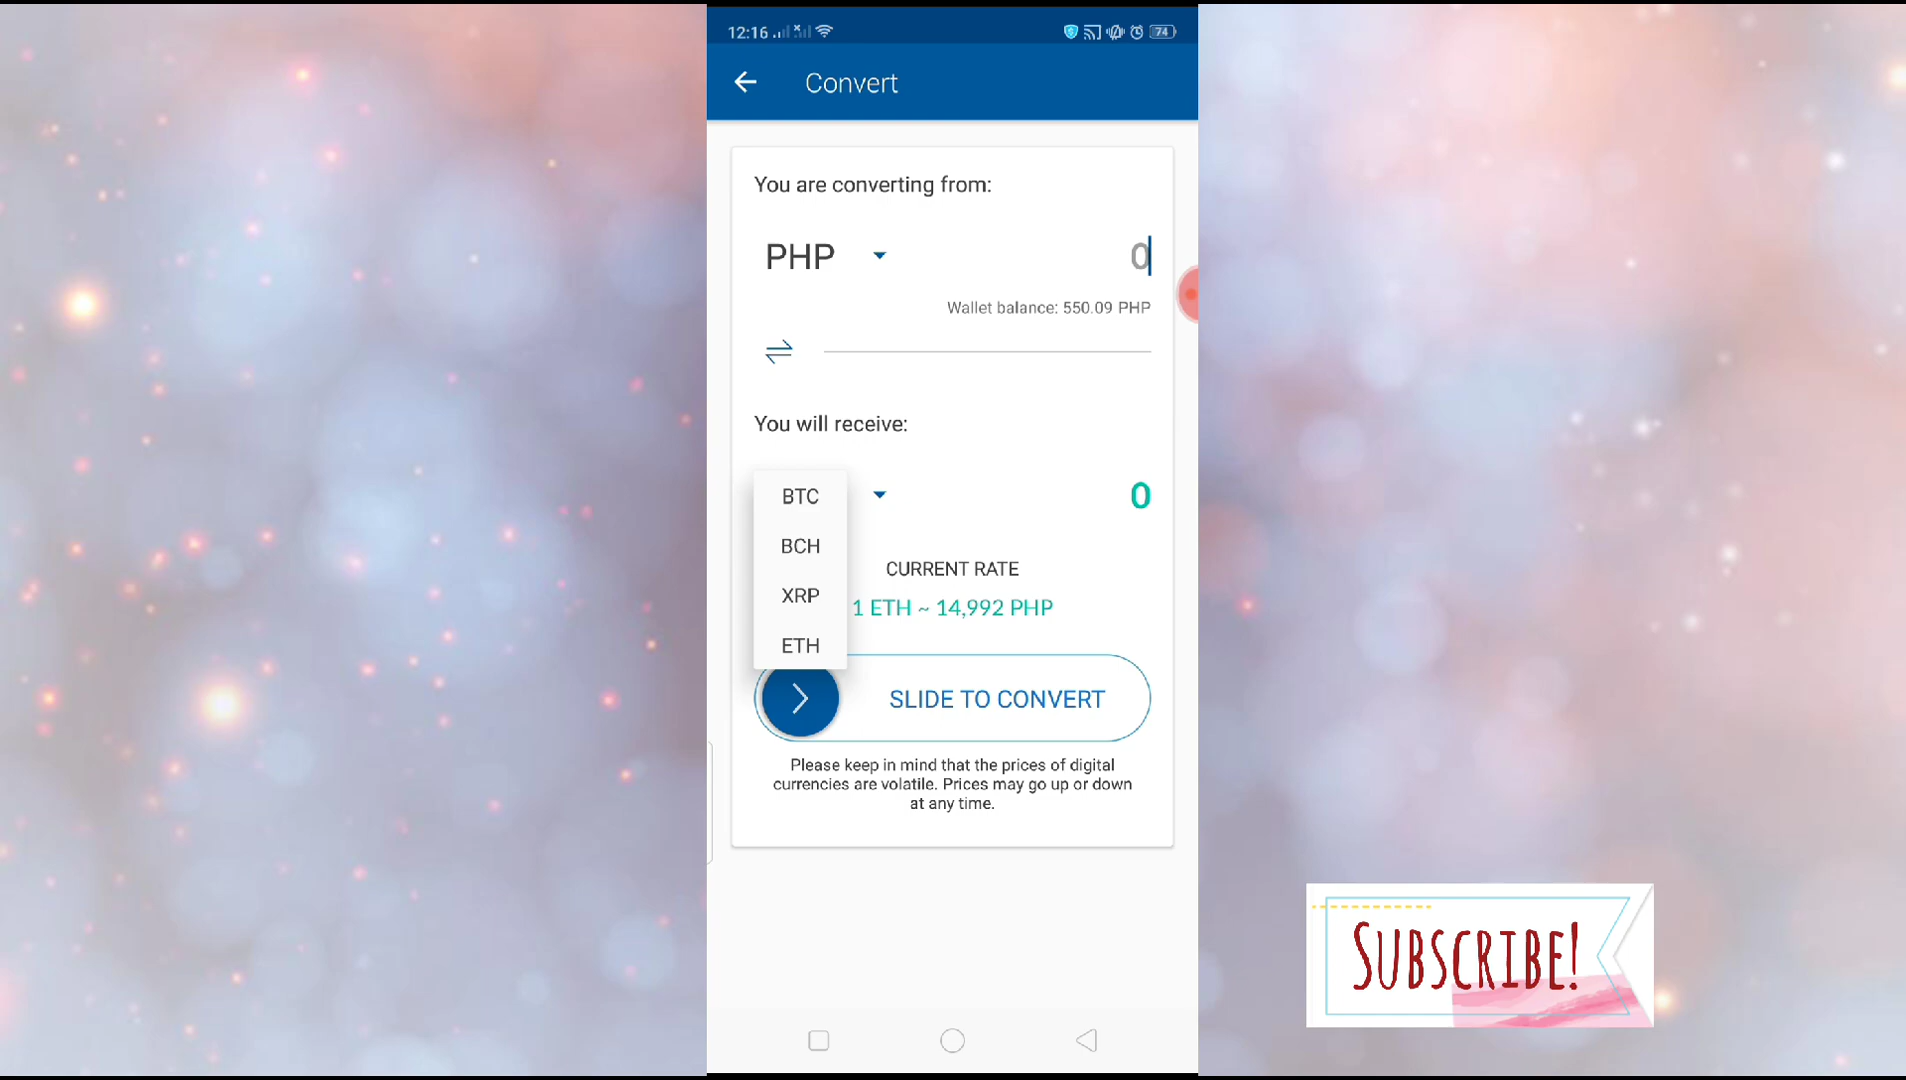 12:16
74
Convert
You are converting from:
PHP 0
Wallet balance: 550.09 PHP
You will receive:
BTC 0
BCH
CURRENT RATE
XRP
1 ETH ~ 14,992 PHP
ETH
SLIDE TO CONVERT
Please keep in mind that the prices of digital
currencies are volatile. Prices may go up or down
at any time.
SUBSCRIBE!